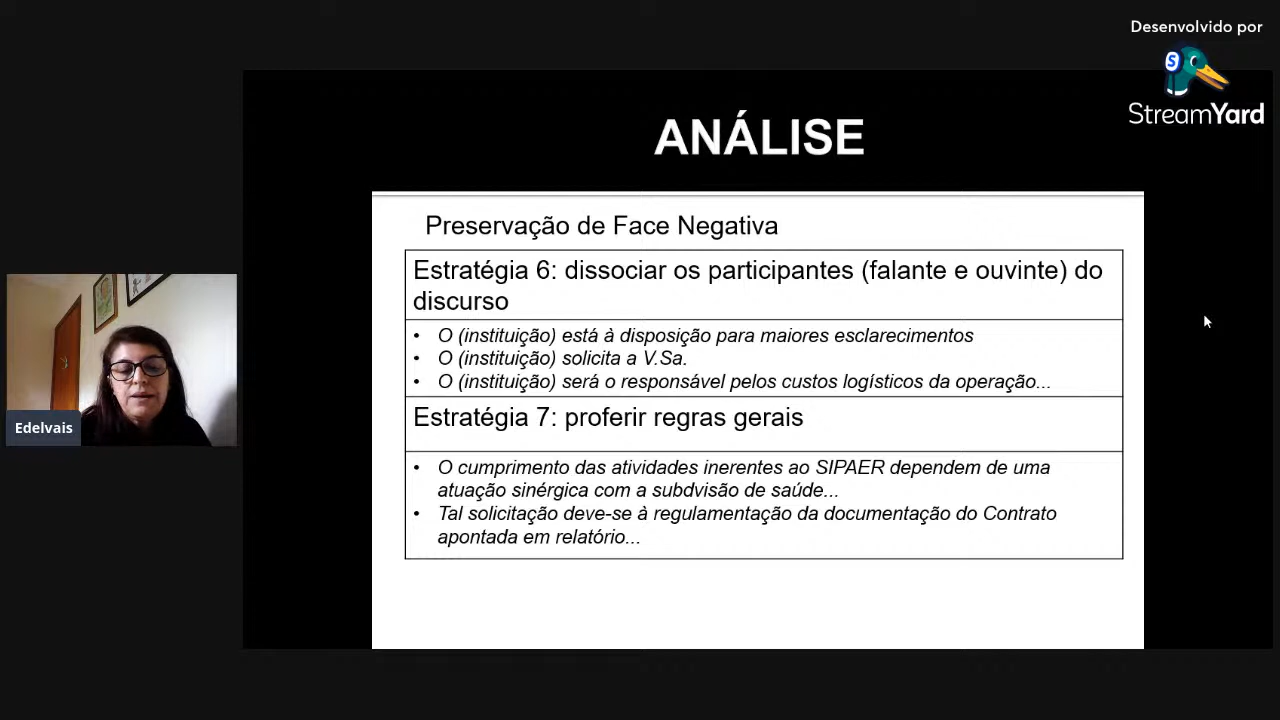 Desenvolvido por
S
StreamYard
ANÁLISE
Preservação de Face Negativa
Estratégia 6: dissociar os participantes (falante e ouvinte) do
discurso
• O (instituição) está à disposição para maiores esclarecimentos
• O (instituição) solicita a V.Sa.
• O (instituição) será o responsável pelos custos logísticos da operação...
Estratégia 7: proferir regras gerais
• O cumprimento das atividades inerentes ao SIPAER dependem de uma
atuação sinérgica com a subdvisão de saúde...
• Tal solicitação deve-se à regulamentação da documentação do Contrato
apontada em relatório...
Edelvais